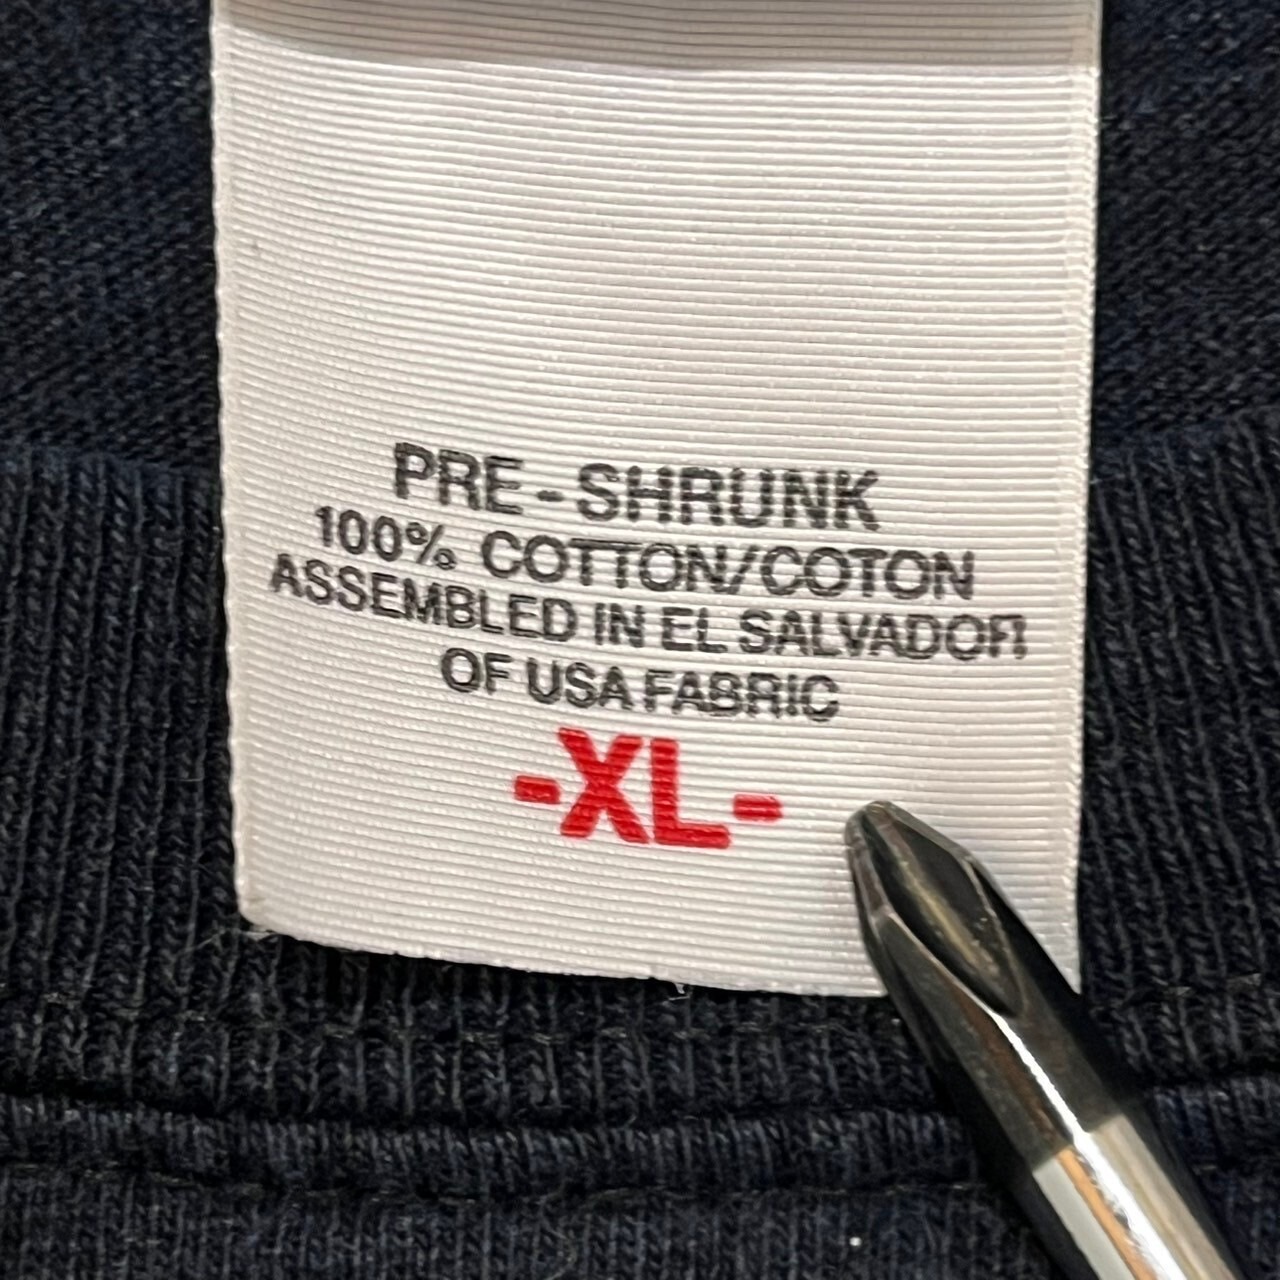 PRE-SHRUNK
100% COTTON/COTON
ASSEMBLED IN EL SALVADOR
OF USA FABRIC
-XL-